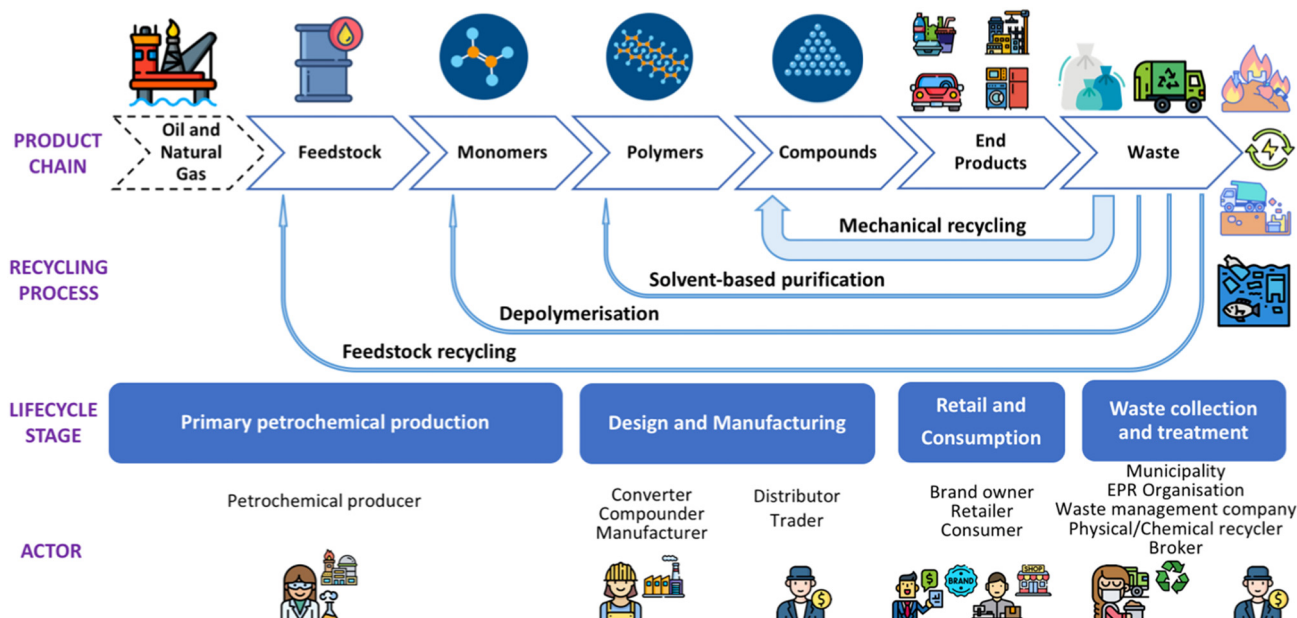 PRODUCT
CHAIN
Oil and
Natural
Gas
Feedstock
Monomers
Polymers
Compounds
End
Products
Waste
RECYCLING
PROCESS
Mechanical recycling
Solvent-based purification
Depolymerisation
Feedstock recycling
LIFECYCLE
STAGE
Primary petrochemical production
Design and Manufacturing
Retail and
Consumption
Waste collection
and treatment
ACTOR
Petrochemical producer
Converter
Compounder
Manufacturer
Distributor
Trader
Brand owner
Retailer
Consumer
Municipality
EPR Organisation
Waste management company
Physical/Chemical recycler
Broker
$
$
BRAND
SHOP
$